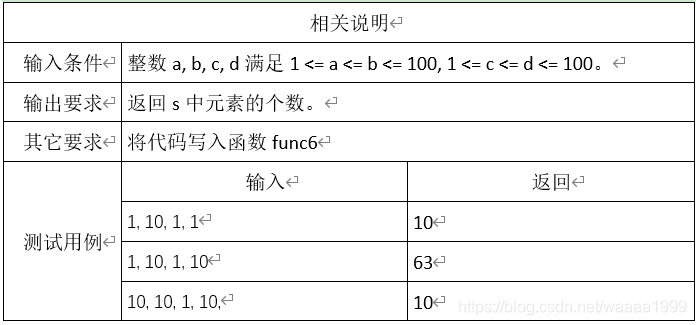 相关说明
输入条件 整数 a, b, c, d 满足 1 <= a <= b <= 100, 1 <= c <= d <= 100。
输出要求 返回 s 中元素的个数。
其它要求 将代码写入函数 func6
测试用例 输入 返回
1, 10, 1, 1 10
1, 10, 1, 10 63
10, 10, 1, 10, 10
https://blog.csdn.net/waaaa1999